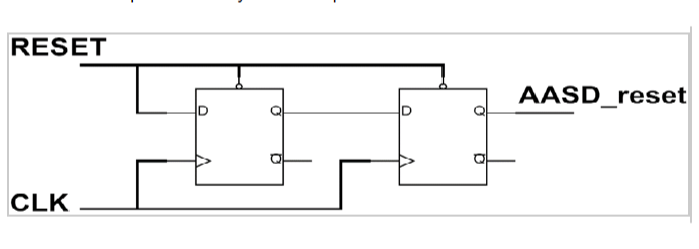 RESET
AASD_reset
D Q D Q
Q Q
CLK